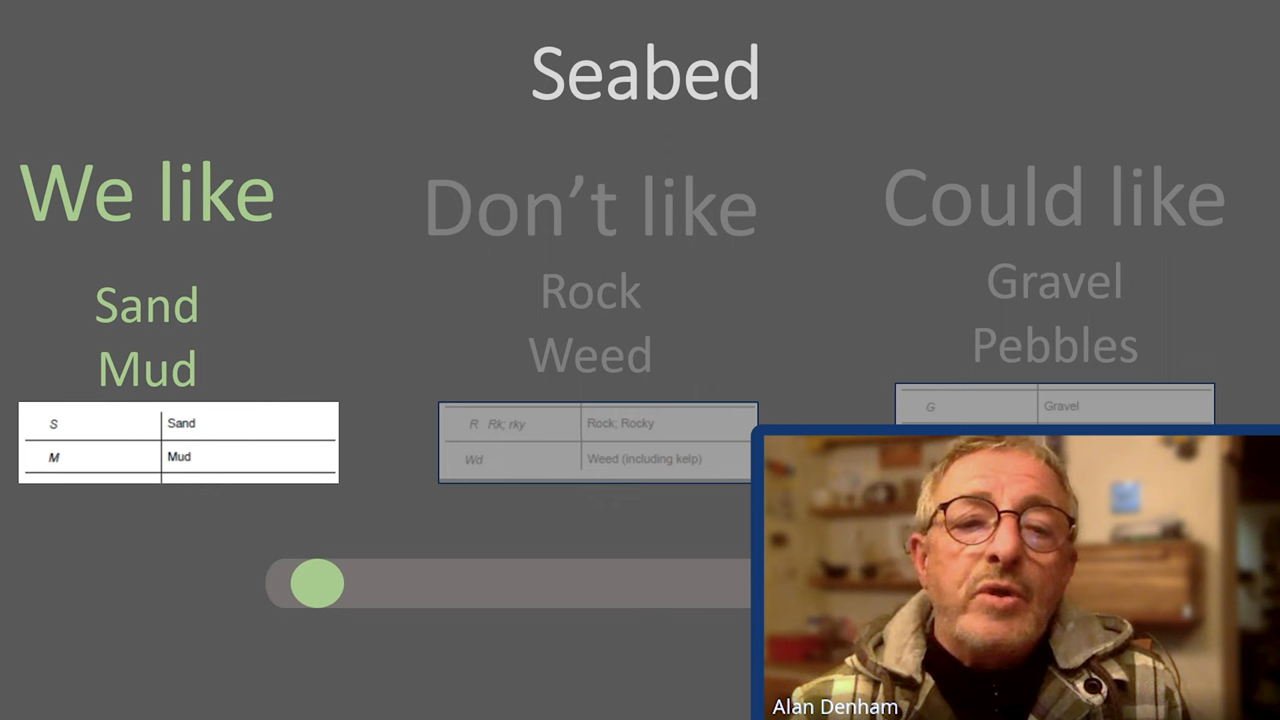 Seabed
We like
Sand
Mud
S Sand
M Mud
Don't like
Rock
Weed
R Rk; rky Rock; Rocky
Wd Weed (including kelp)
Could like
Gravel
Pebbles
G Gravel
Alan Denham